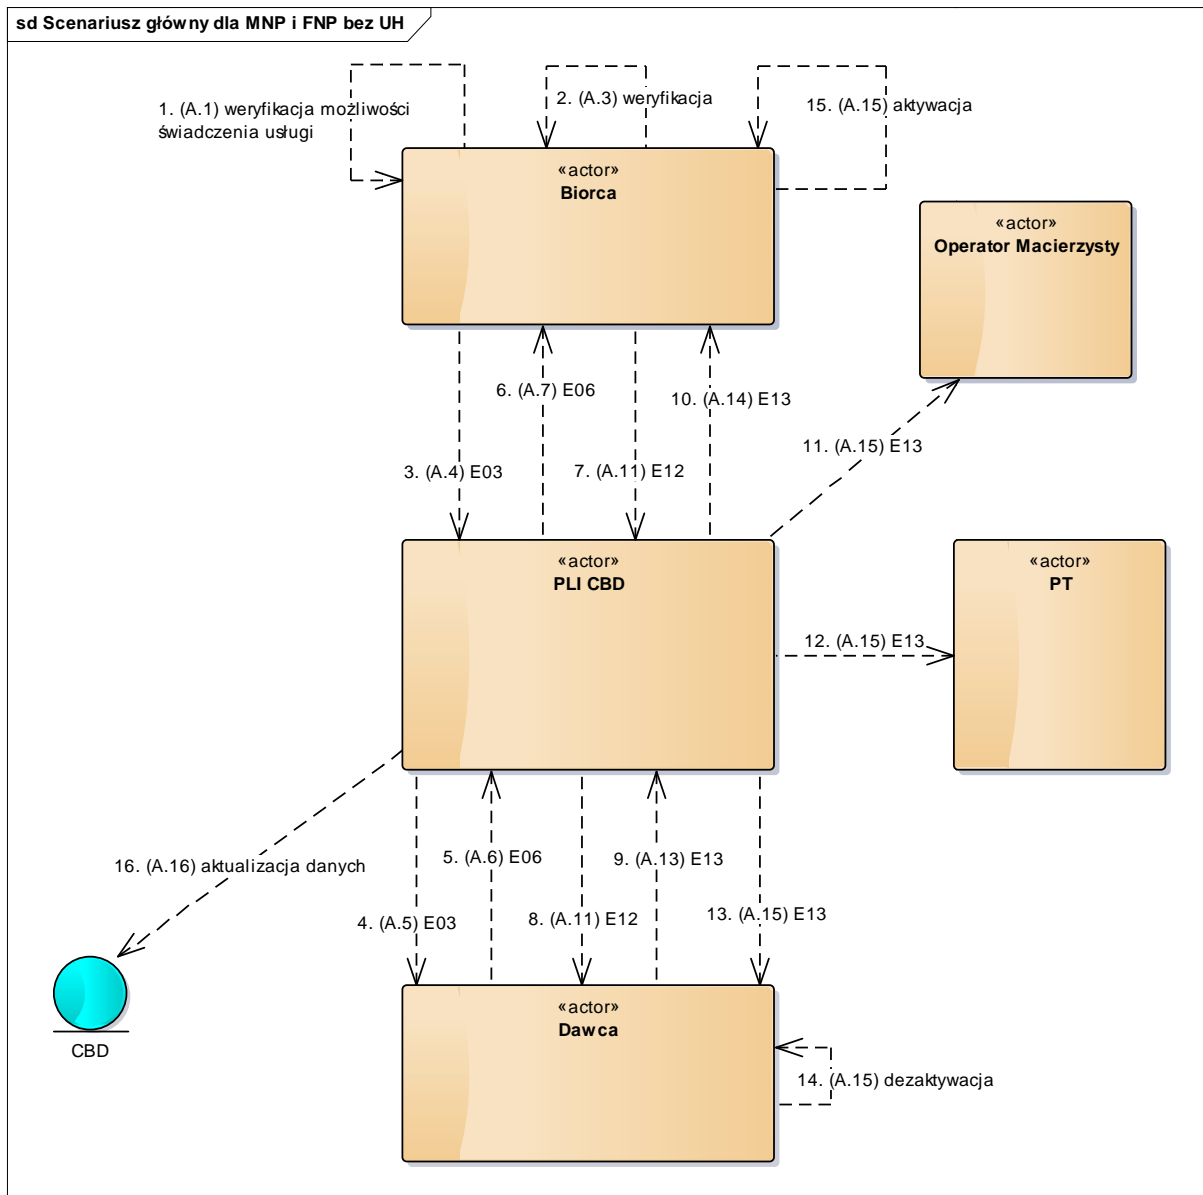 sd Scenariusz główny dla MNP i FNP bez UH
1. (A.1) weryfikacja możliwości
świadczenia usługi
2. (A.3) weryfikacja
15. (A.15) aktywacja
«actor»
Biorca
«actor»
Operator Macierzysty
6. (A.7) E06
10. (A.14) E13
11. (A.15) E13
3. (A.4) E03
7. (A.11) E12
«actor»
PLI CBD
«actor»
PT
12. (A.15) E13
16. (A.16) aktualizacja danych
5. (A.6) E06
9. (A.13) E13
4. (A.5) E03
8. (A.11) E12
13. (A.15) E13
«actor»
Dawca
CBD
14. (A.15) dezaktywacja